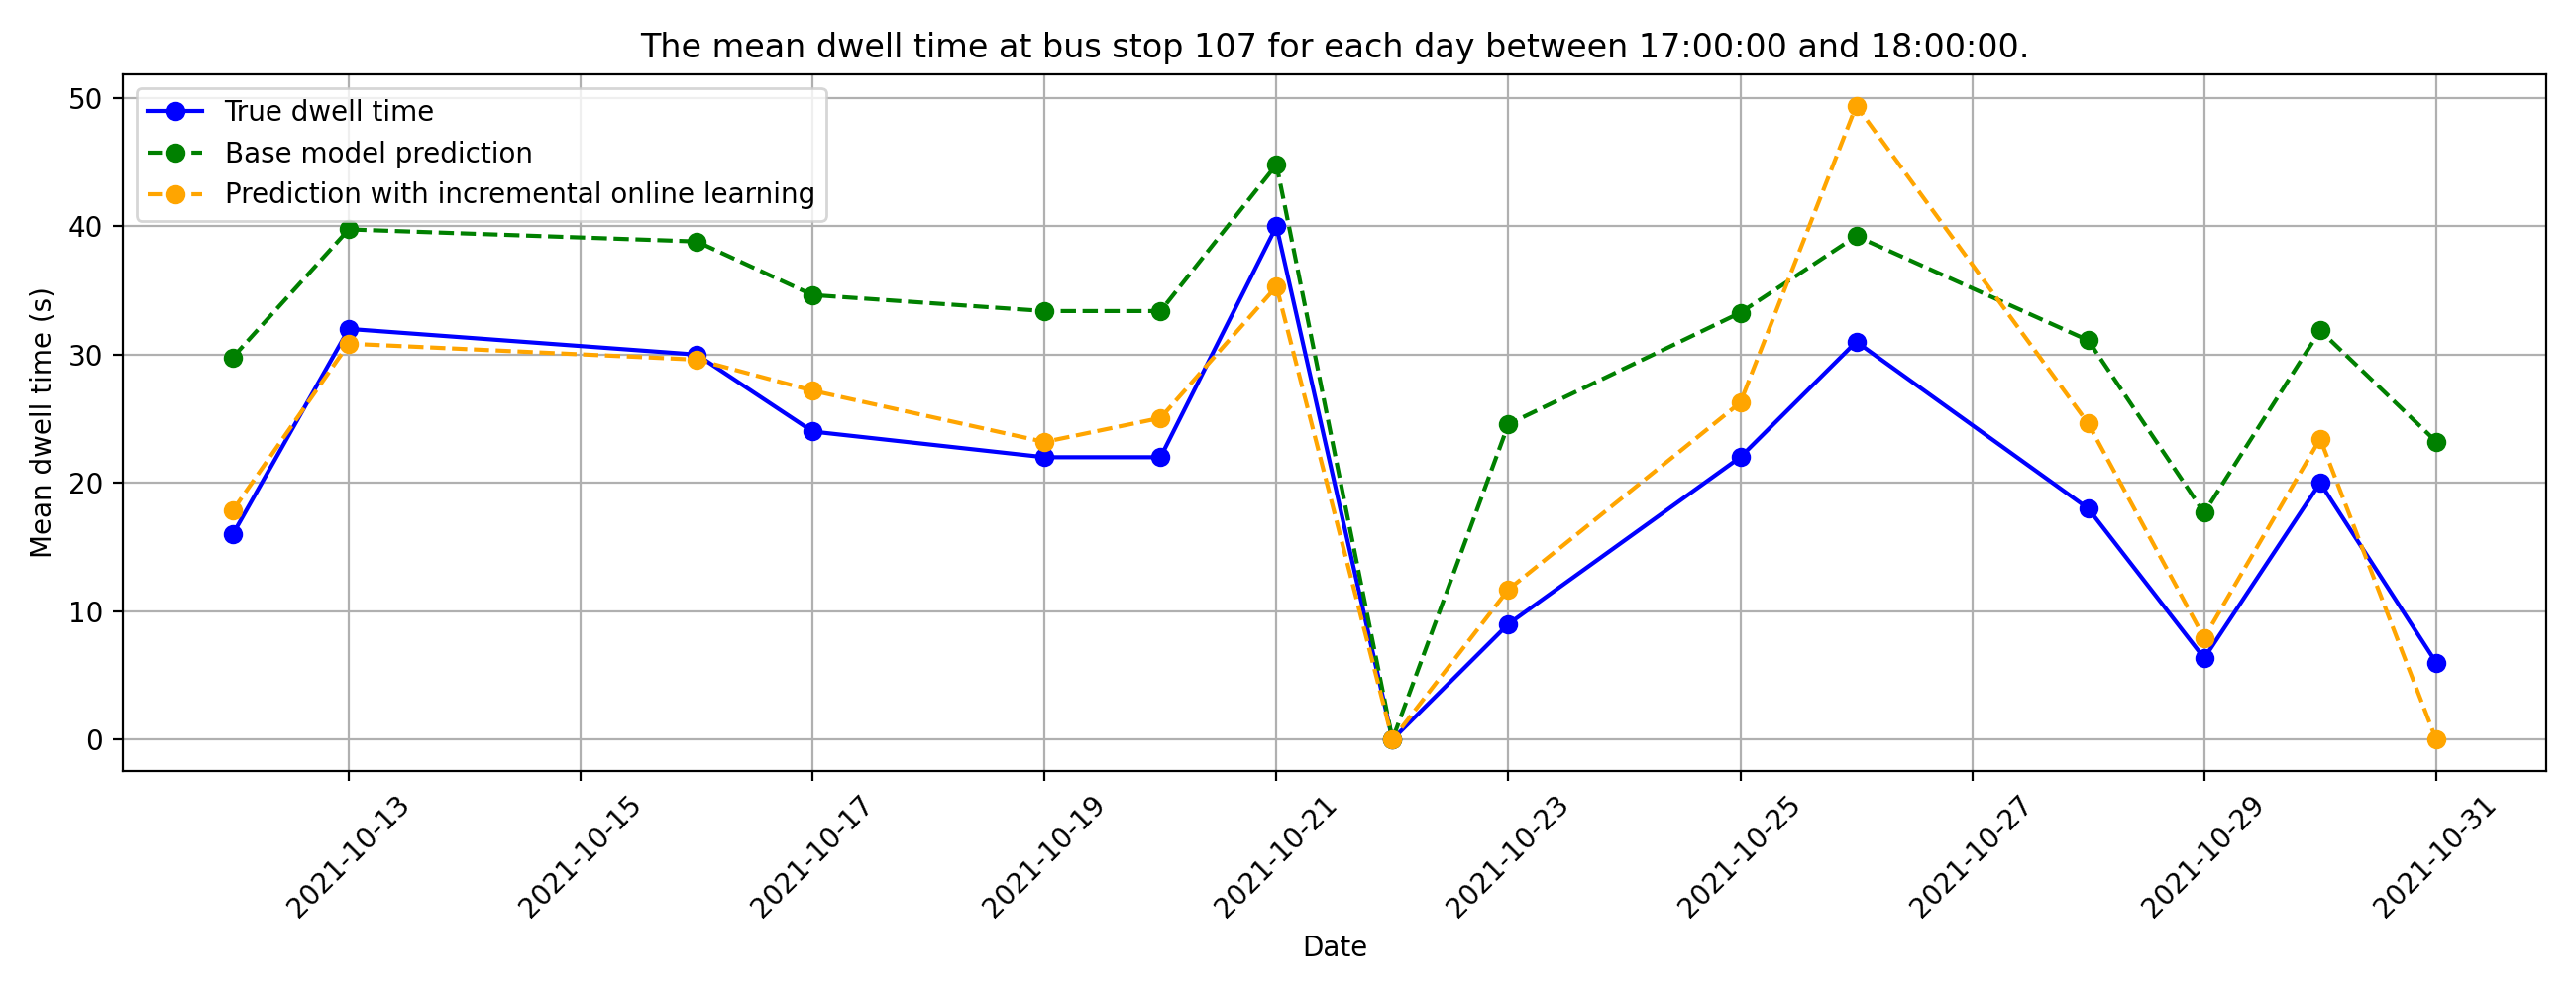 The mean dwell time at bus stop 107 for each day between 17:00:00 and 18:00:00.
True dwell time
Base model prediction
Prediction with incremental online learning
Mean dwell time (s)
50
40
30
20
10
0
2021-10-13
2021-10-15
2021-10-17
2021-10-19
2021-10-21
2021-10-23
2021-10-25
2021-10-27
2021-10-29
2021-10-31
Date